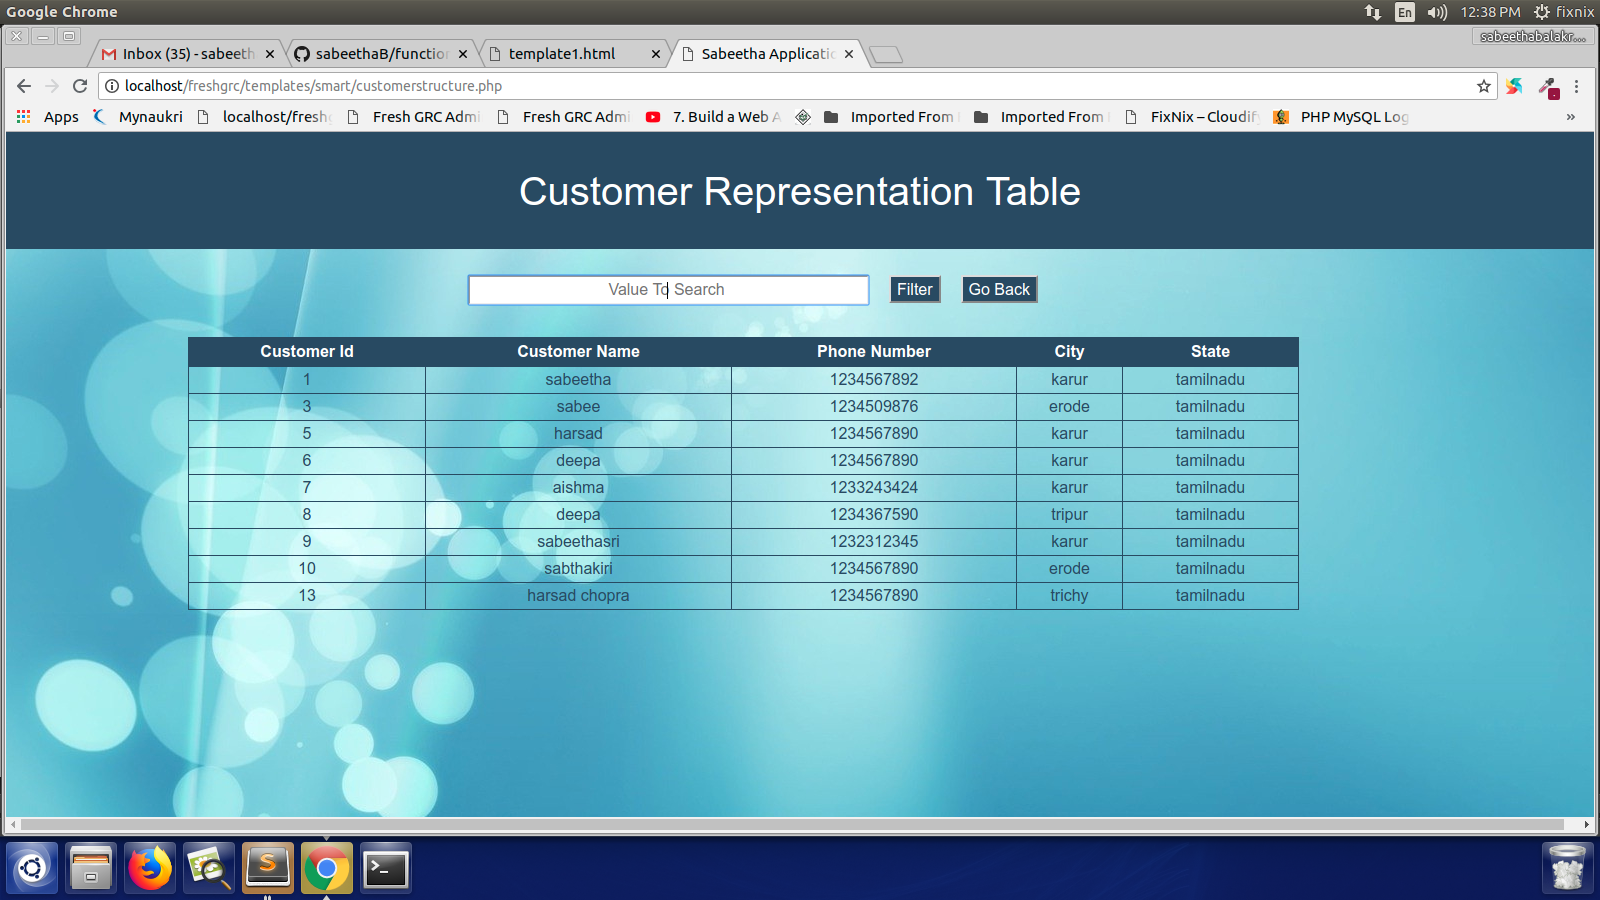 Google Chrome
En
12:38 PM
fixnix
sabeethabalakr...
Inbox (35) - sabeeth
sabeethaB/function
template1.html
Sabeetha Applicatio
localhost/freshgrc/templates/smart/customerstructure.php
Apps
Mynaukri
localhost/fresh
Fresh GRC Admi
Fresh GRC Admi
7. Build a Web A
Imported From
Imported From
FixNix – Cloudify
PHP MySQL Log
»
Customer Representation Table
Value To Search
Filter
Go Back
Customer Id Customer Name Phone Number City State
1 sabeetha 1234567892 karur tamilnadu
3 sabee 1234509876 erode tamilnadu
5 harsad 1234567890 karur tamilnadu
6 deepa 1234567890 karur tamilnadu
7 aishma 1233243424 karur tamilnadu
8 deepa 1234367590 tripur tamilnadu
9 sabeethasri 1232312345 karur tamilnadu
10 sabthakiri 1234567890 erode tamilnadu
13 harsad chopra 1234567890 trichy tamilnadu